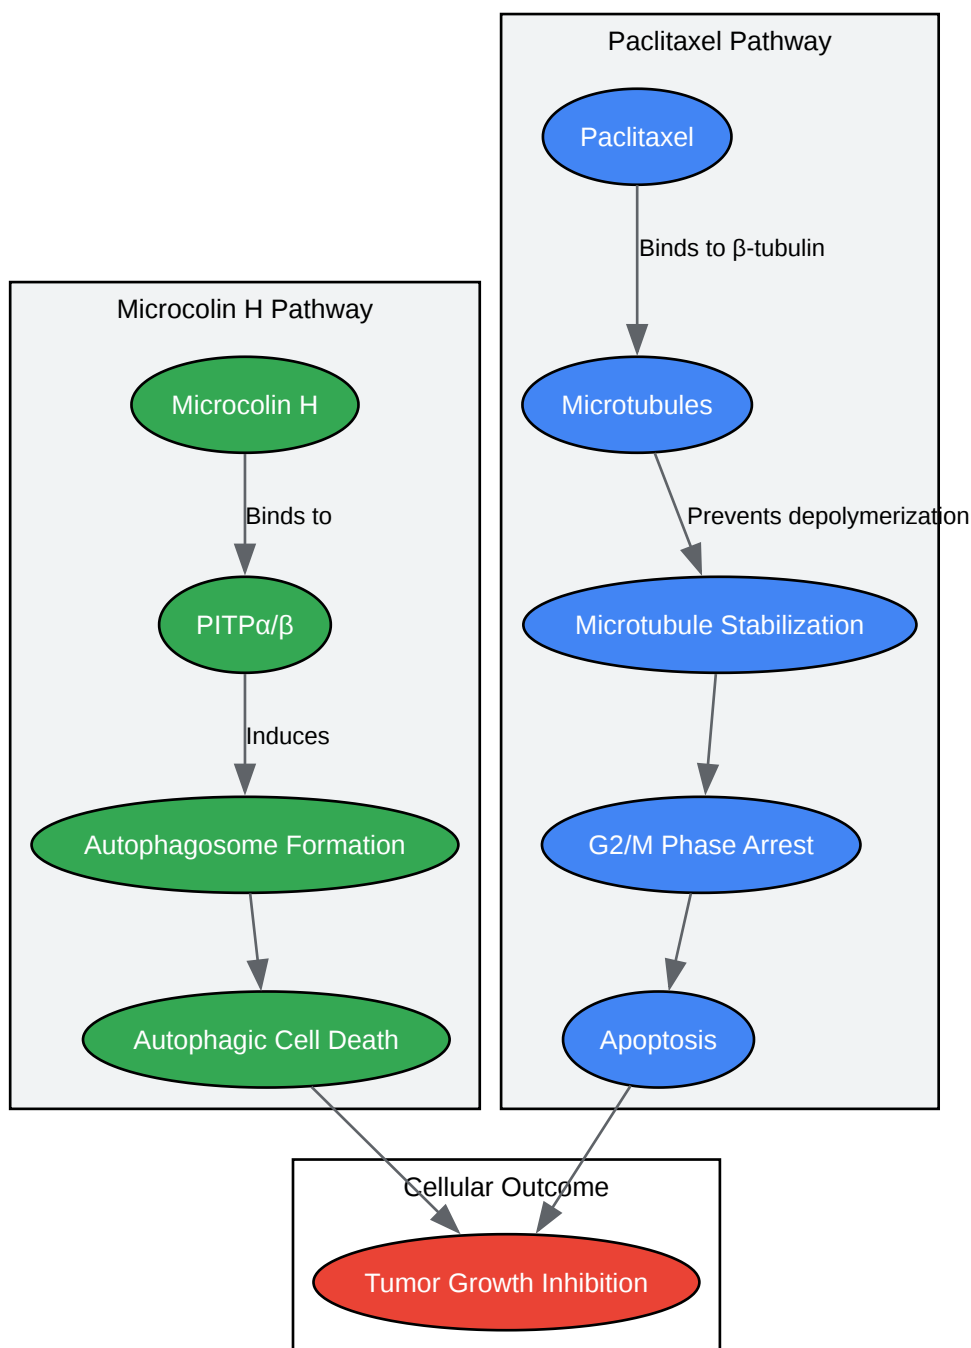 Paclitaxel Pathway
Paclitaxel
Binds to β-tubulin
Microtubules
Prevents depolymerization
Microtubule Stabilization
G2/M Phase Arrest
Apoptosis
Microcolin H Pathway
Microcolin H
Binds to
PITPα/β
Induces
Autophagosome Formation
Autophagic Cell Death
Cellular Outcome
Tumor Growth Inhibition